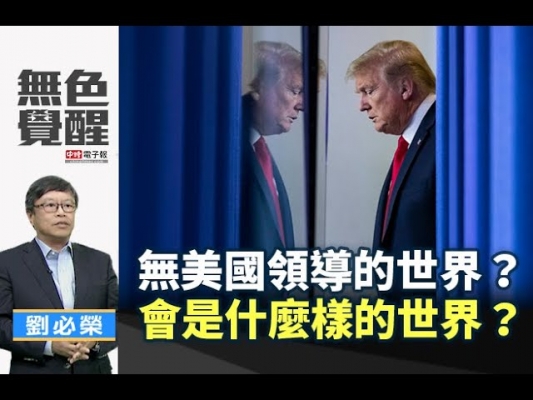 無色
覺醒
中時電子報
劉必榮
無美國領導的世界？
會是什麼樣的世界？